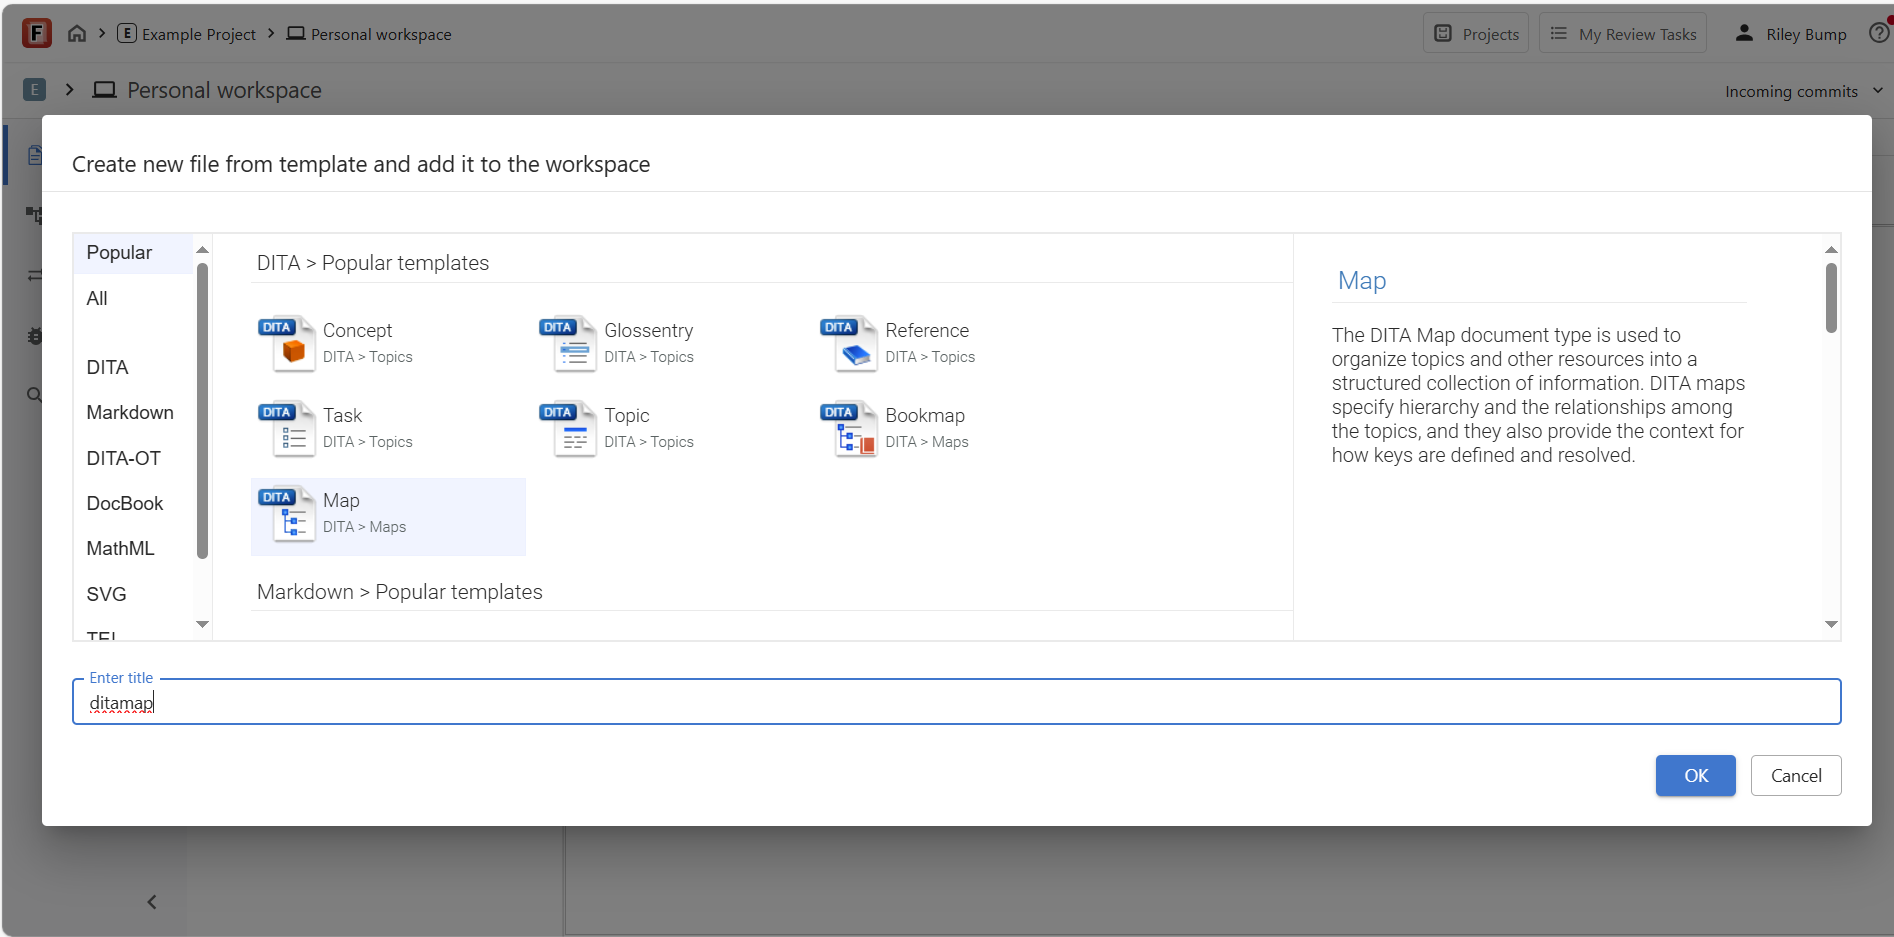 F
E Example Project
Personal workspace
Projects
My Review Tasks
Riley Bump
?
E
Personal workspace
Incoming commits
Create new file from template and add it to the workspace
Popular
All
DITA
Markdown
DITA-OT
DocBook
MathML
SVG
DITA > Popular templates
DITA
Concept
DITA > Topics
DITA
Glossentry
DITA > Topics
DITA
Reference
DITA > Topics
DITA
Task
DITA > Topics
DITA
Topic
DITA > Topics
DITA
Bookmap
DITA > Maps
DITA
Map
DITA > Maps
Markdown > Popular templates
Map
The DITA Map document type is used to
organize topics and other resources into a
structured collection of information. DITA maps
specify hierarchy and the relationships among
the topics, and they also provide the context for
how keys are defined and resolved.
Enter title
ditamap
OK
Cancel